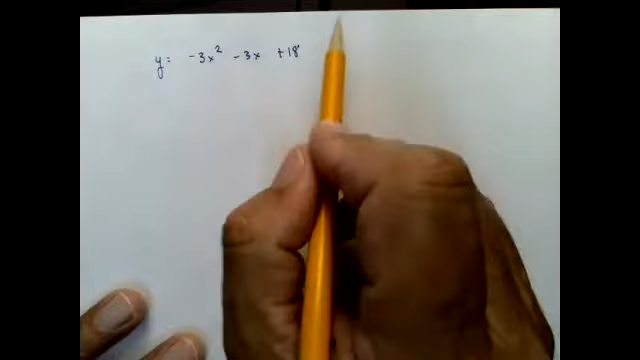 y = -3x² - 3x + 18